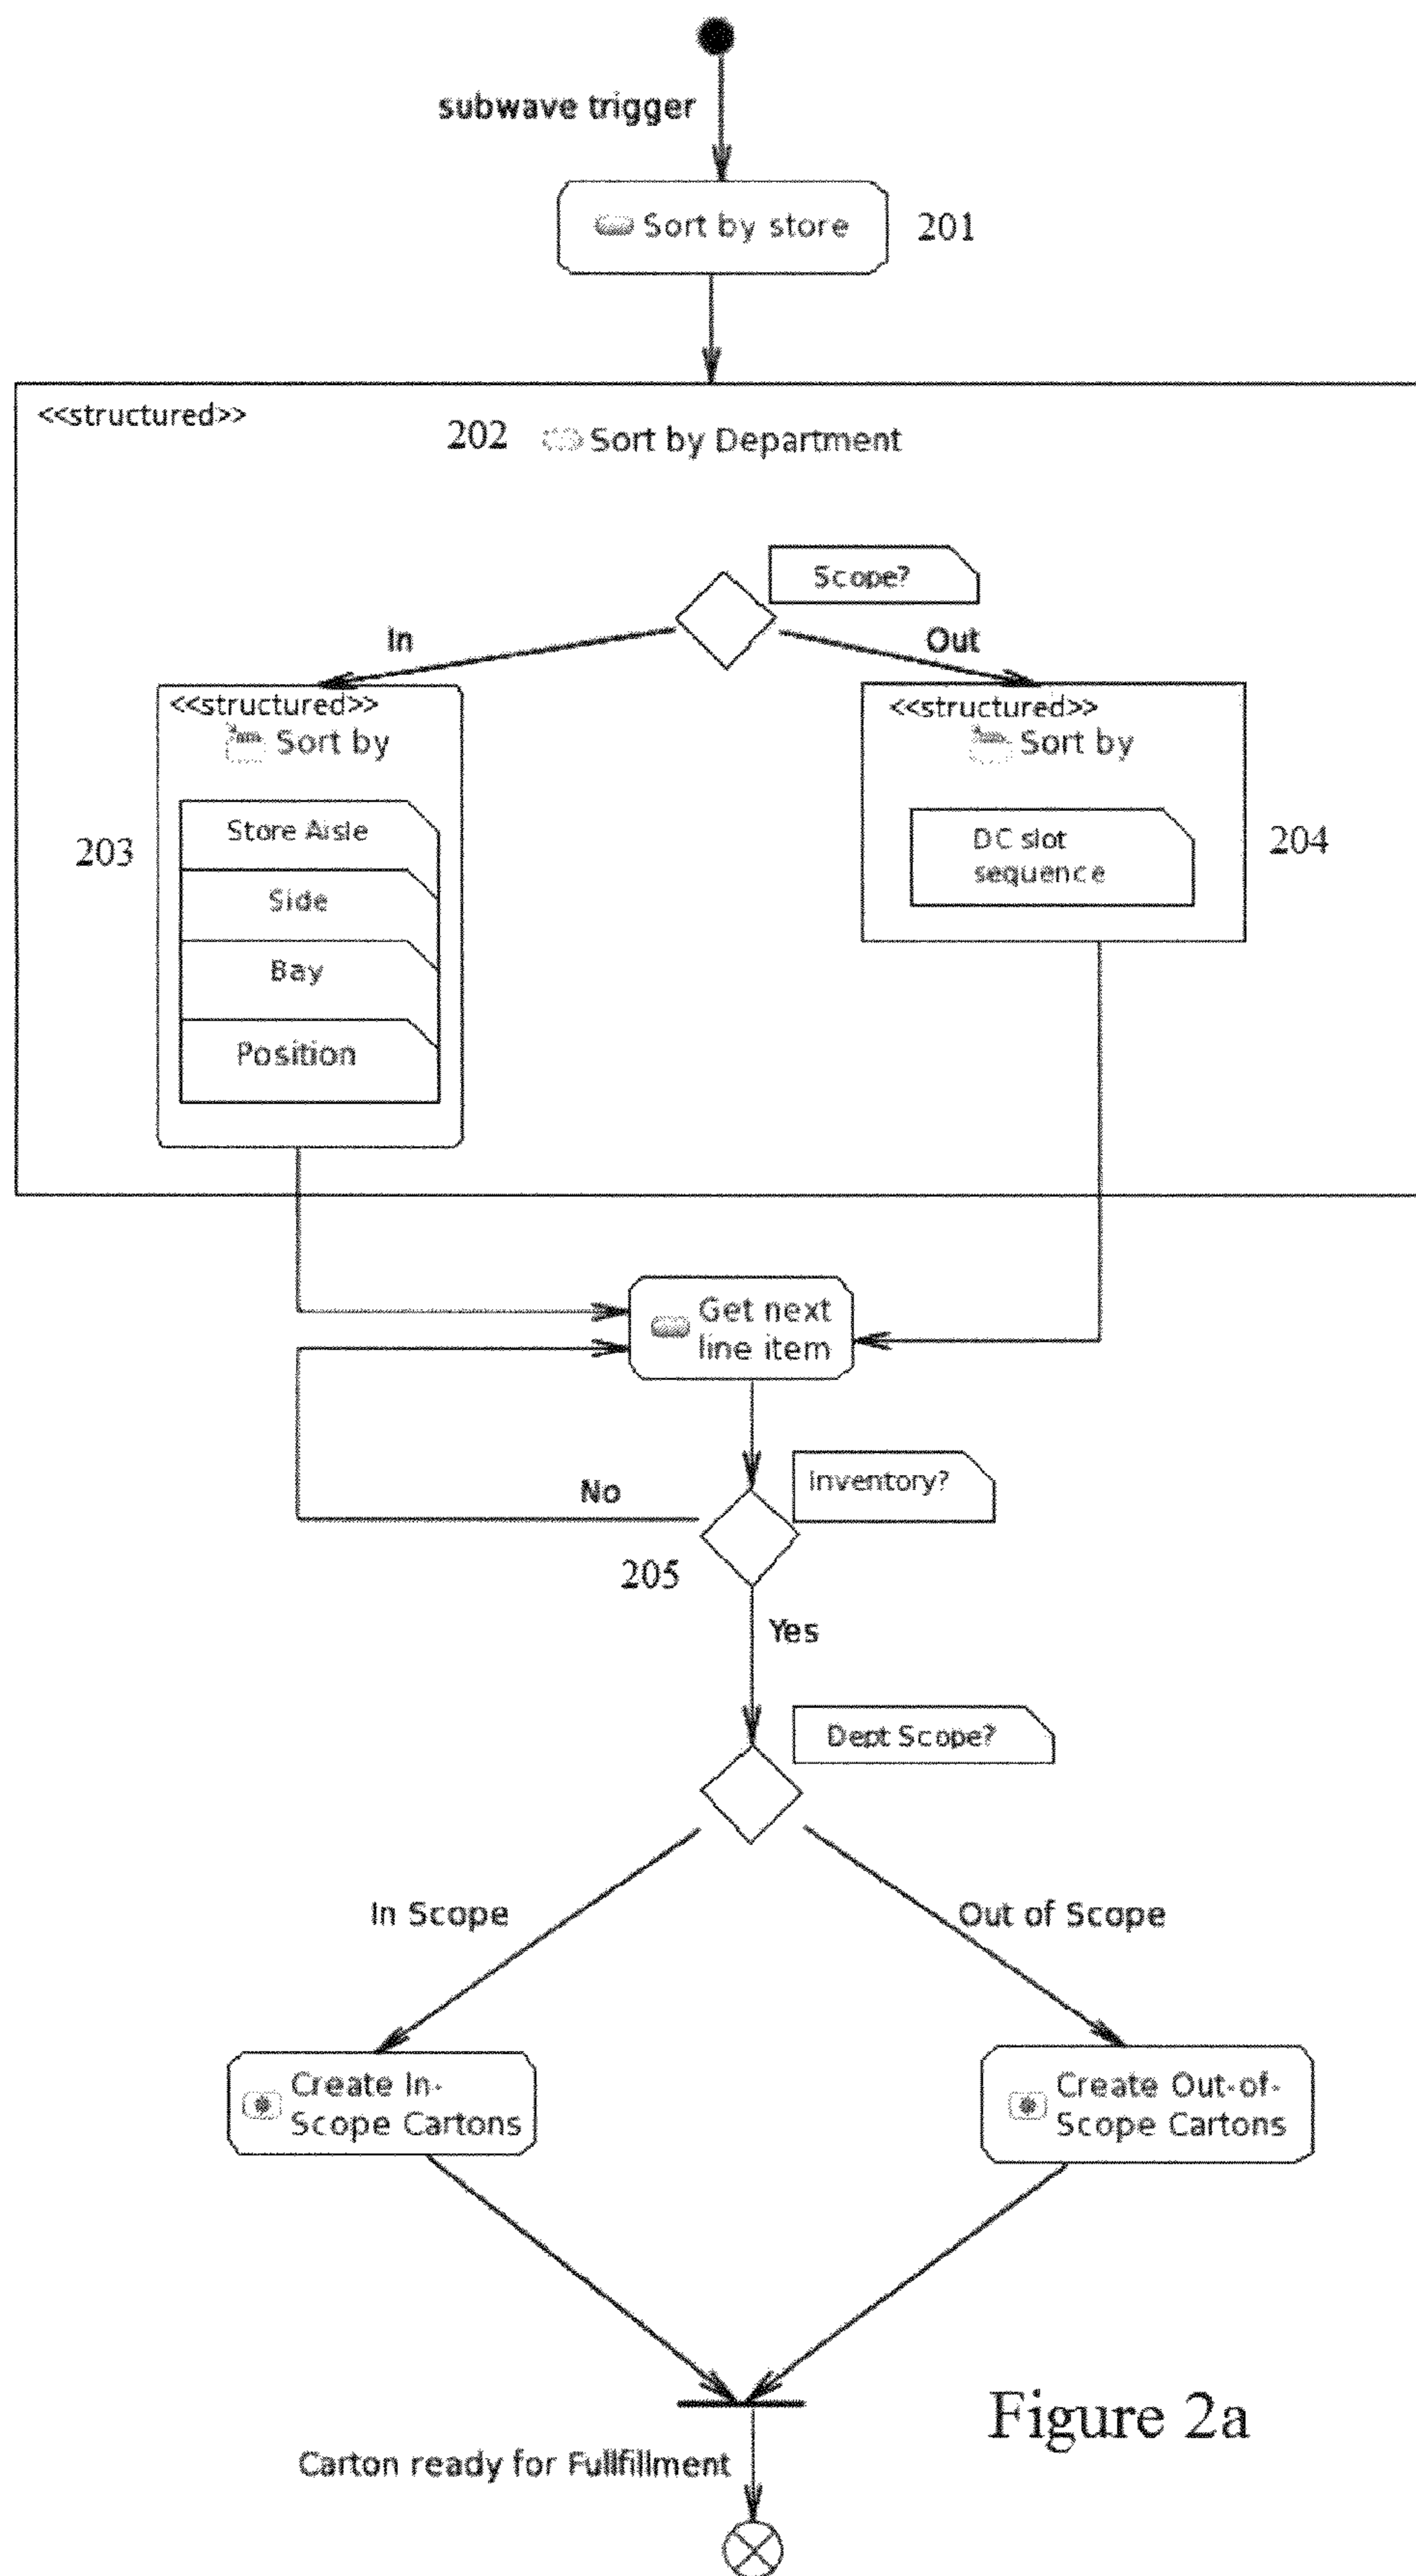 subwave trigger
Sort by store 201
<<structured>>
202 Sort by Department
Scope?
In
Out
<<structured>>
Sort by
Store Aisle
Side
Bay
Position
203
<<structured>>
Sort by
DC slot
sequence
204
Get next
line item
Inventory?
No
205
Yes
Dept Scope?
In Scope
Out of Scope
Create In-
Scope Cartons
Create Out-of-
Scope Cartons
Carton ready for Fullfillment
Figure 2a